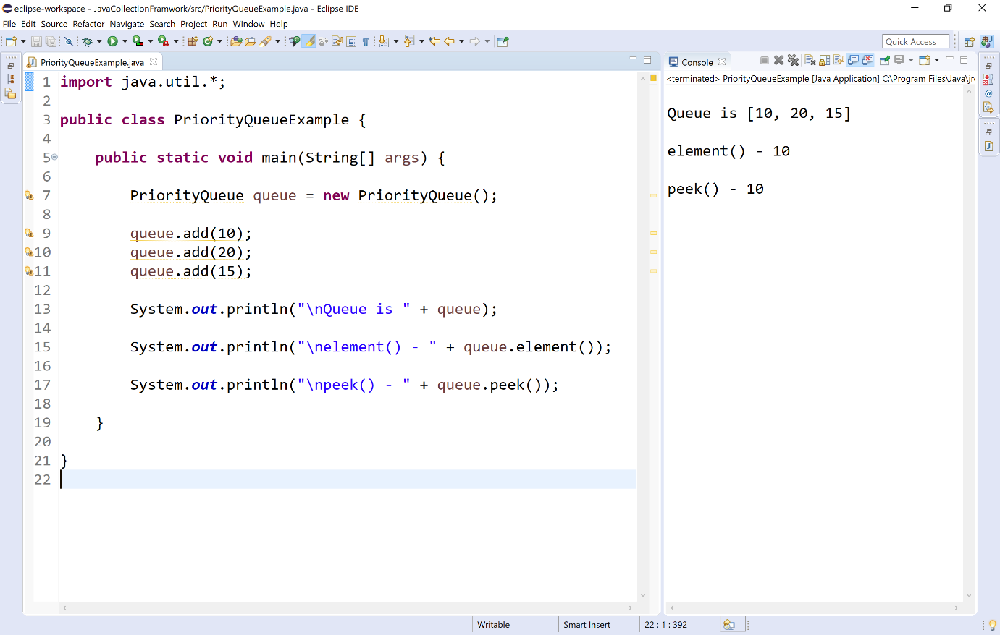 eclipse-workspace - JavaCollectionFramwork/src/PriorityQueueExample.java - Eclipse IDE
File Edit Source Refactor Navigate Search Project Run Window Help
Quick Access
PriorityQueueExample.java
1 import java.util.*;
2
3 public class PriorityQueueExample {
4
5 public static void main(String[] args) {
6
7 PriorityQueue queue = new PriorityQueue();
8
9 queue.add(10);
10 queue.add(20);
11 queue.add(15);
12
13 System.out.println("\nQueue is " + queue);
14
15 System.out.println("\nelement() - " + queue.element());
16
17 System.out.println("\npeek() - " + queue.peek());
18
19 }
20
21 }
22
Console
<terminated> PriorityQueueExample [Java Application] C:\Program Files\Java\jre
Queue is [10, 20, 15]
element() - 10
peek() - 10
Writable
Smart Insert
22 : 1 : 392